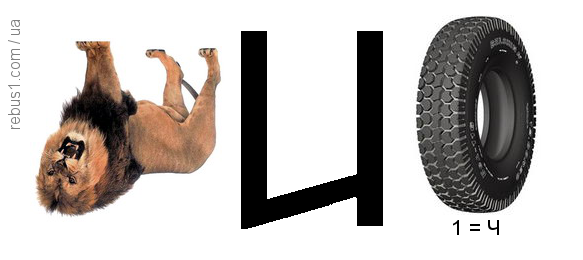 rebus1.com / ua
И
1 = Ч